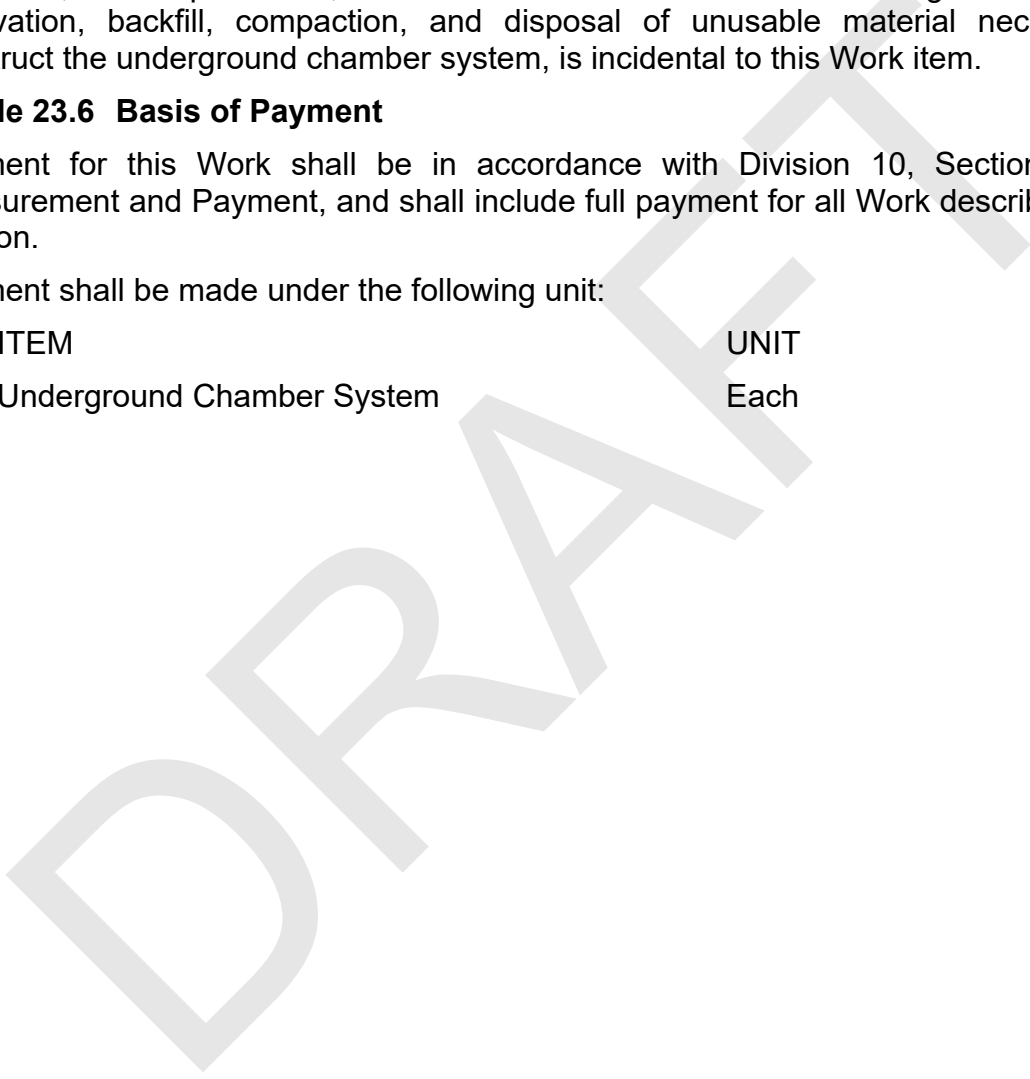 vation, backfill, compaction, and disposal of unusable material nec
ruct the underground chamber system, is incidental to this Work item.
le 23.6 Basis of Payment
nent for this Work shall be in accordance with Division 10, Section
surement and Payment, and shall include full payment for all Work describ
on.
nent shall be made under the following unit:
ITEM UNIT
Underground Chamber System Each
DRAFT